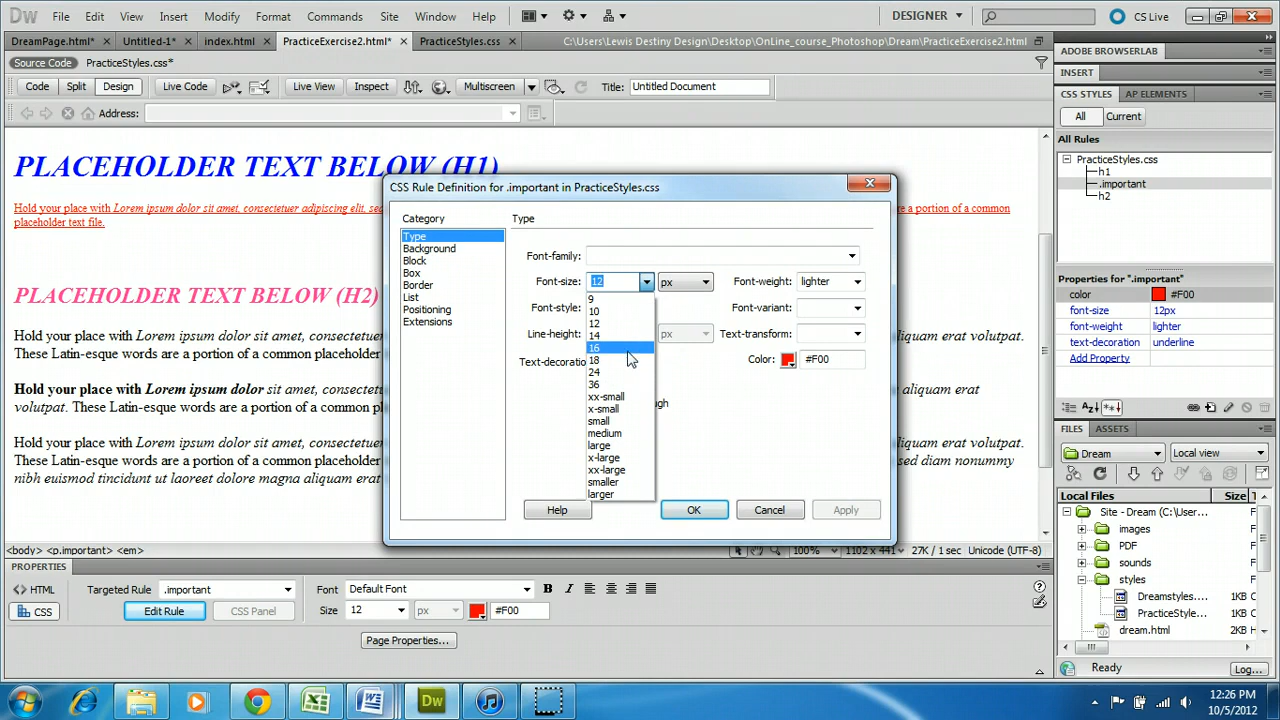 Dw File Edit View Insert Modify Format Commands Site Window Help DESIGNER CS Live
DreamPage.html* Untitled-1* index.html PracticeExercise2.html* PracticeStyles.css C:\Users\Lewis Destiny Design\Desktop\OnLine_course_Photoshop\Dream\PracticeExercise2.html
Source Code PracticeStyles.css*
Code Split Design Live Code Live View Inspect Multiscreen Title: Untitled Document
Address:
PLACEHOLDER TEXT BELOW (H1)
Hold your place with Lorem ipsum dolor sit amet, consectetuer adipiscing elit, sed
e a portion of a common
placeholder text file.
PLACEHOLDER TEXT BELOW (H2)
Hold your place with Lorem ipsum dolor sit amet,
aliquam erat volutpat.
These Latin-esque words are a portion of a common placeholder
Hold your place with Lorem ipsum dolor sit amet,
a aliquam erat
volutpat. These Latin-esque words are a portion of a common
Hold your place with Lorem ipsum dolor sit amet, consectetuer
aliquam erat volutpat.
These Latin-esque words are a portion of a common placeholder
sed diam nonummy
nibh euismod tincidunt ut laoreet dolore magna aliquam erat
<body> <p.important> <em> 100% 1102 x 441 27K / 1 sec Unicode (UTF-8)
CSS Rule Definition for .important in PracticeStyles.css
Category
Type
Background
Block
Box
Border
List
Positioning
Extensions
Type
Font-family:
Font-size: 12 px Font-weight: lighter
Font-style: Font-variant:
Line-height: px Text-transform:
Text-decoratio Color: #F00
9
10
12
14
16
18
24
36
xx-small
x-small
small
medium
large
x-large
xx-large
smaller
larger
ugh
Help OK Cancel Apply
PROPERTIES
HTML Targeted Rule .important Font Default Font B I
CSS Edit Rule CSS Panel Size 12 px #F00
Page Properties...
ADOBE BROWSERLAB
INSERT
CSS STYLES AP ELEMENTS
All Current
All Rules
PracticeStyles.css
h1
.important
h2
Properties for ".important"
color #F00
font-size 12px
font-weight lighter
text-decoration underline
Add Property
FILES ASSETS
Dream Local view
Local Files Size T
Site - Dream (C:\User... F
images F
PDF F
sounds F
styles F
Dreamstyles.... 1KB C
PracticeStyle... 1KB C
dream.html 2KB C
Ready Log...
Dw
12:26 PM
10/5/2012